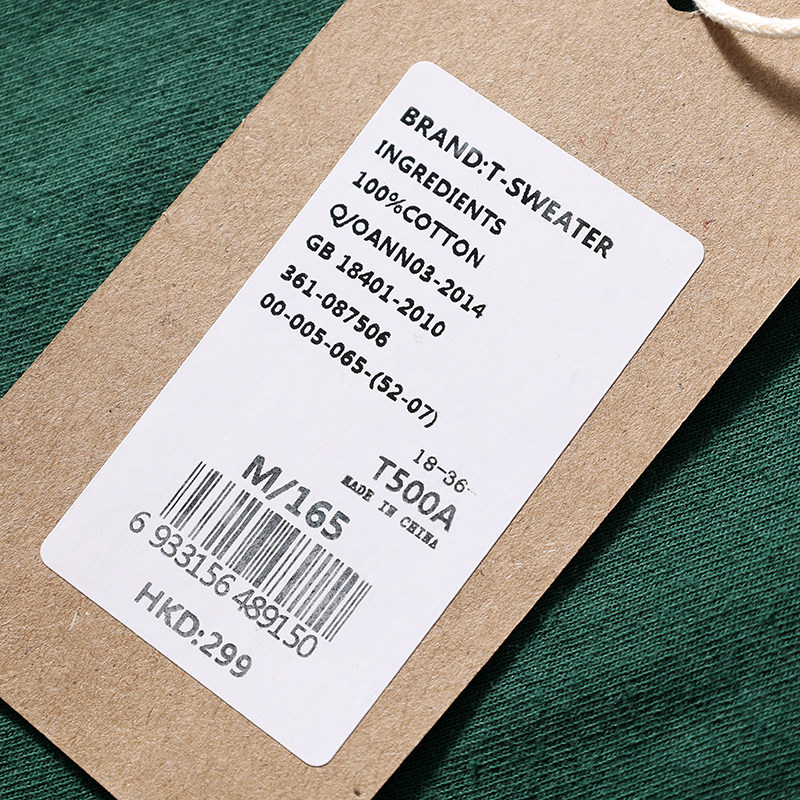 BRAND:T-SWEATER
INGREDIENTS
100%COTTON
Q/OANN03-2014
GB 18401-2010
361-087506
00-005-065-(52-07)
18-36-
T500A
MADE IN CHINA
M/165
6 933156 489150
HKD:299